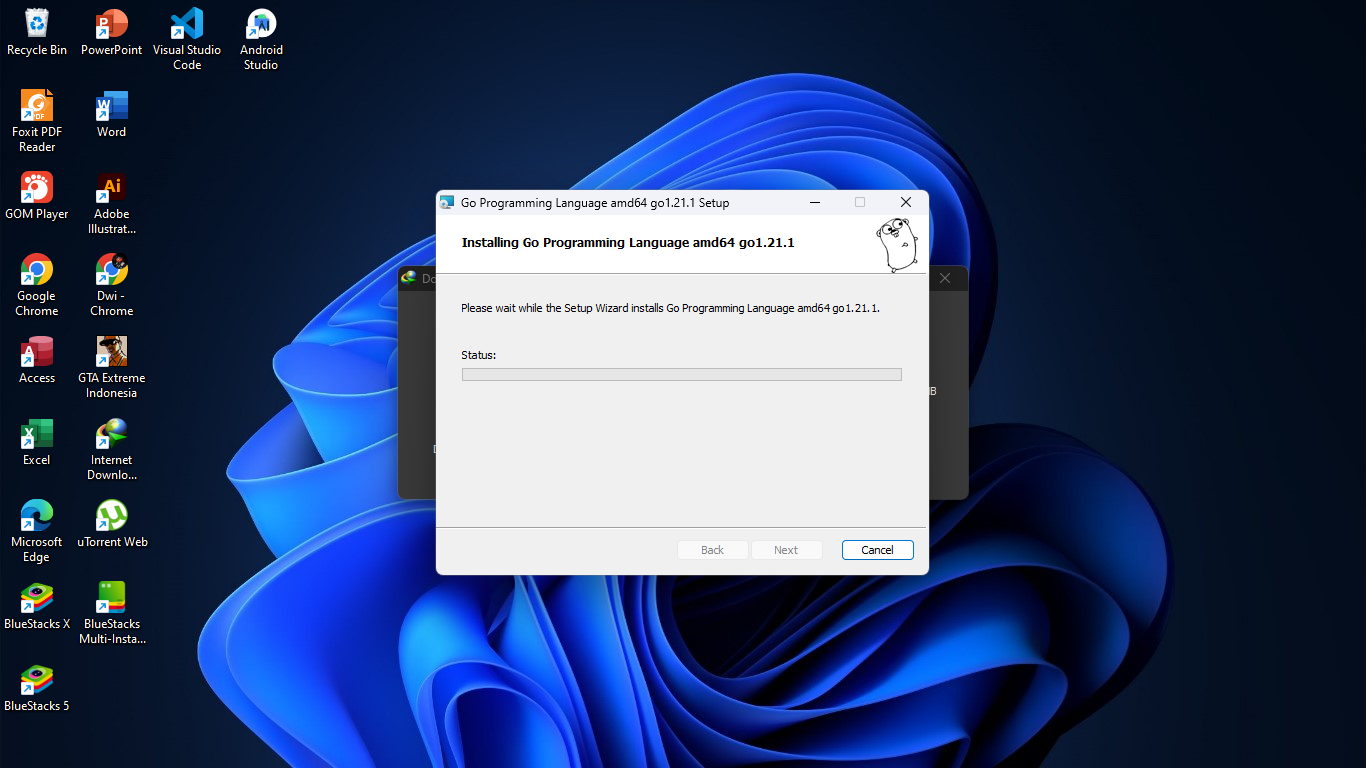 Recycle Bin
PowerPoint
Visual Studio
Code
Android
Studio
Foxit PDF
Reader
Word
GOM Player
Adobe
Illustrat...
Google
Chrome
Dwi -
Chrome
Access
GTA Extreme
Indonesia
Excel
Internet
Downlo...
Microsoft
Edge
uTorrent Web
BlueStacks X
BlueStacks
Multi-Insta...
BlueStacks 5
Go Programming Language amd64 go1.21.1 Setup
Installing Go Programming Language amd64 go1.21.1
Please wait while the Setup Wizard installs Go Programming Language amd64 go1.21.1.
Status:
Back
Next
Cancel